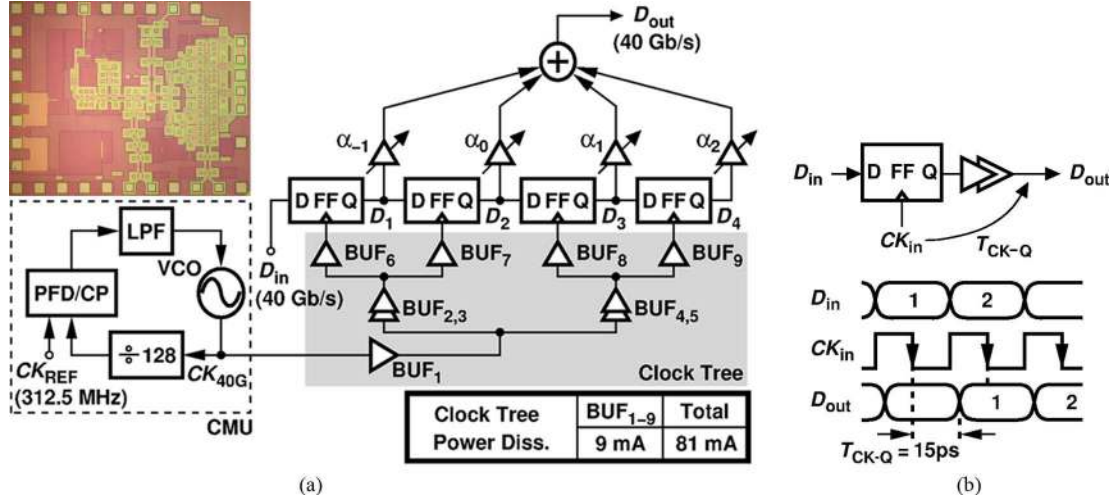 D_out
(40 Gb/s)
α_-1
α_0
α_1
α_2
D FF Q
D_1
D FF Q
D_2
D FF Q
D_3
D FF Q
D_4
D_in
(40 Gb/s)
BUF_6
BUF_7
BUF_8
BUF_9
BUF_2,3
BUF_4,5
BUF_1
Clock Tree
LPF
VCO
PFD/CP
÷128
CK_REF
(312.5 MHz)
CK_40G
CMU
Clock Tree Power Diss.
BUF_1–9
Total
9 mA
81 mA
(a)
D_in
D FF Q
D_out
CK_in
T_CK-Q
D_in
1
2
CK_in
D_out
1
2
T_CK-Q = 15ps
(b)